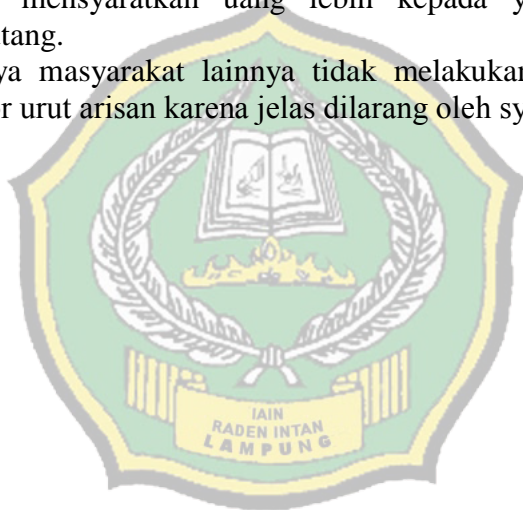 mensyaratkan uang lebih kepada y
tang.
ya masyarakat lainnya tidak melakukan
r urut arisan karena jelas dilarang oleh sy
IAIN
RADEN INTAN
LAMPUNG